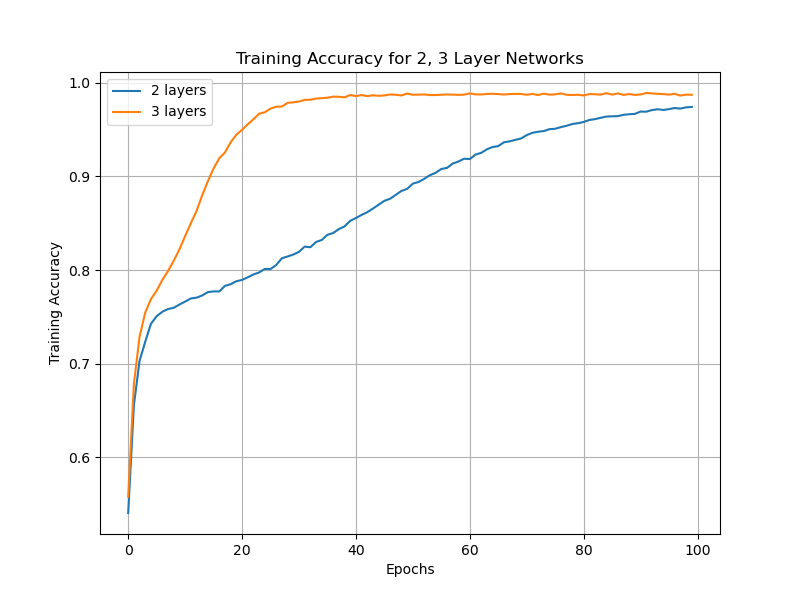 Training Accuracy for 2, 3 Layer Networks
2 layers
3 layers
Training Accuracy
1.0
0.9
0.8
0.7
0.6
0 20 40 60 80 100
Epochs